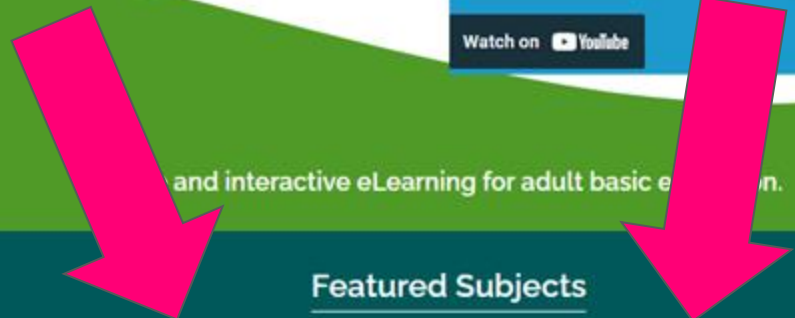 Watch on YouTube
and interactive eLearning for adult basic
Featured Subjects